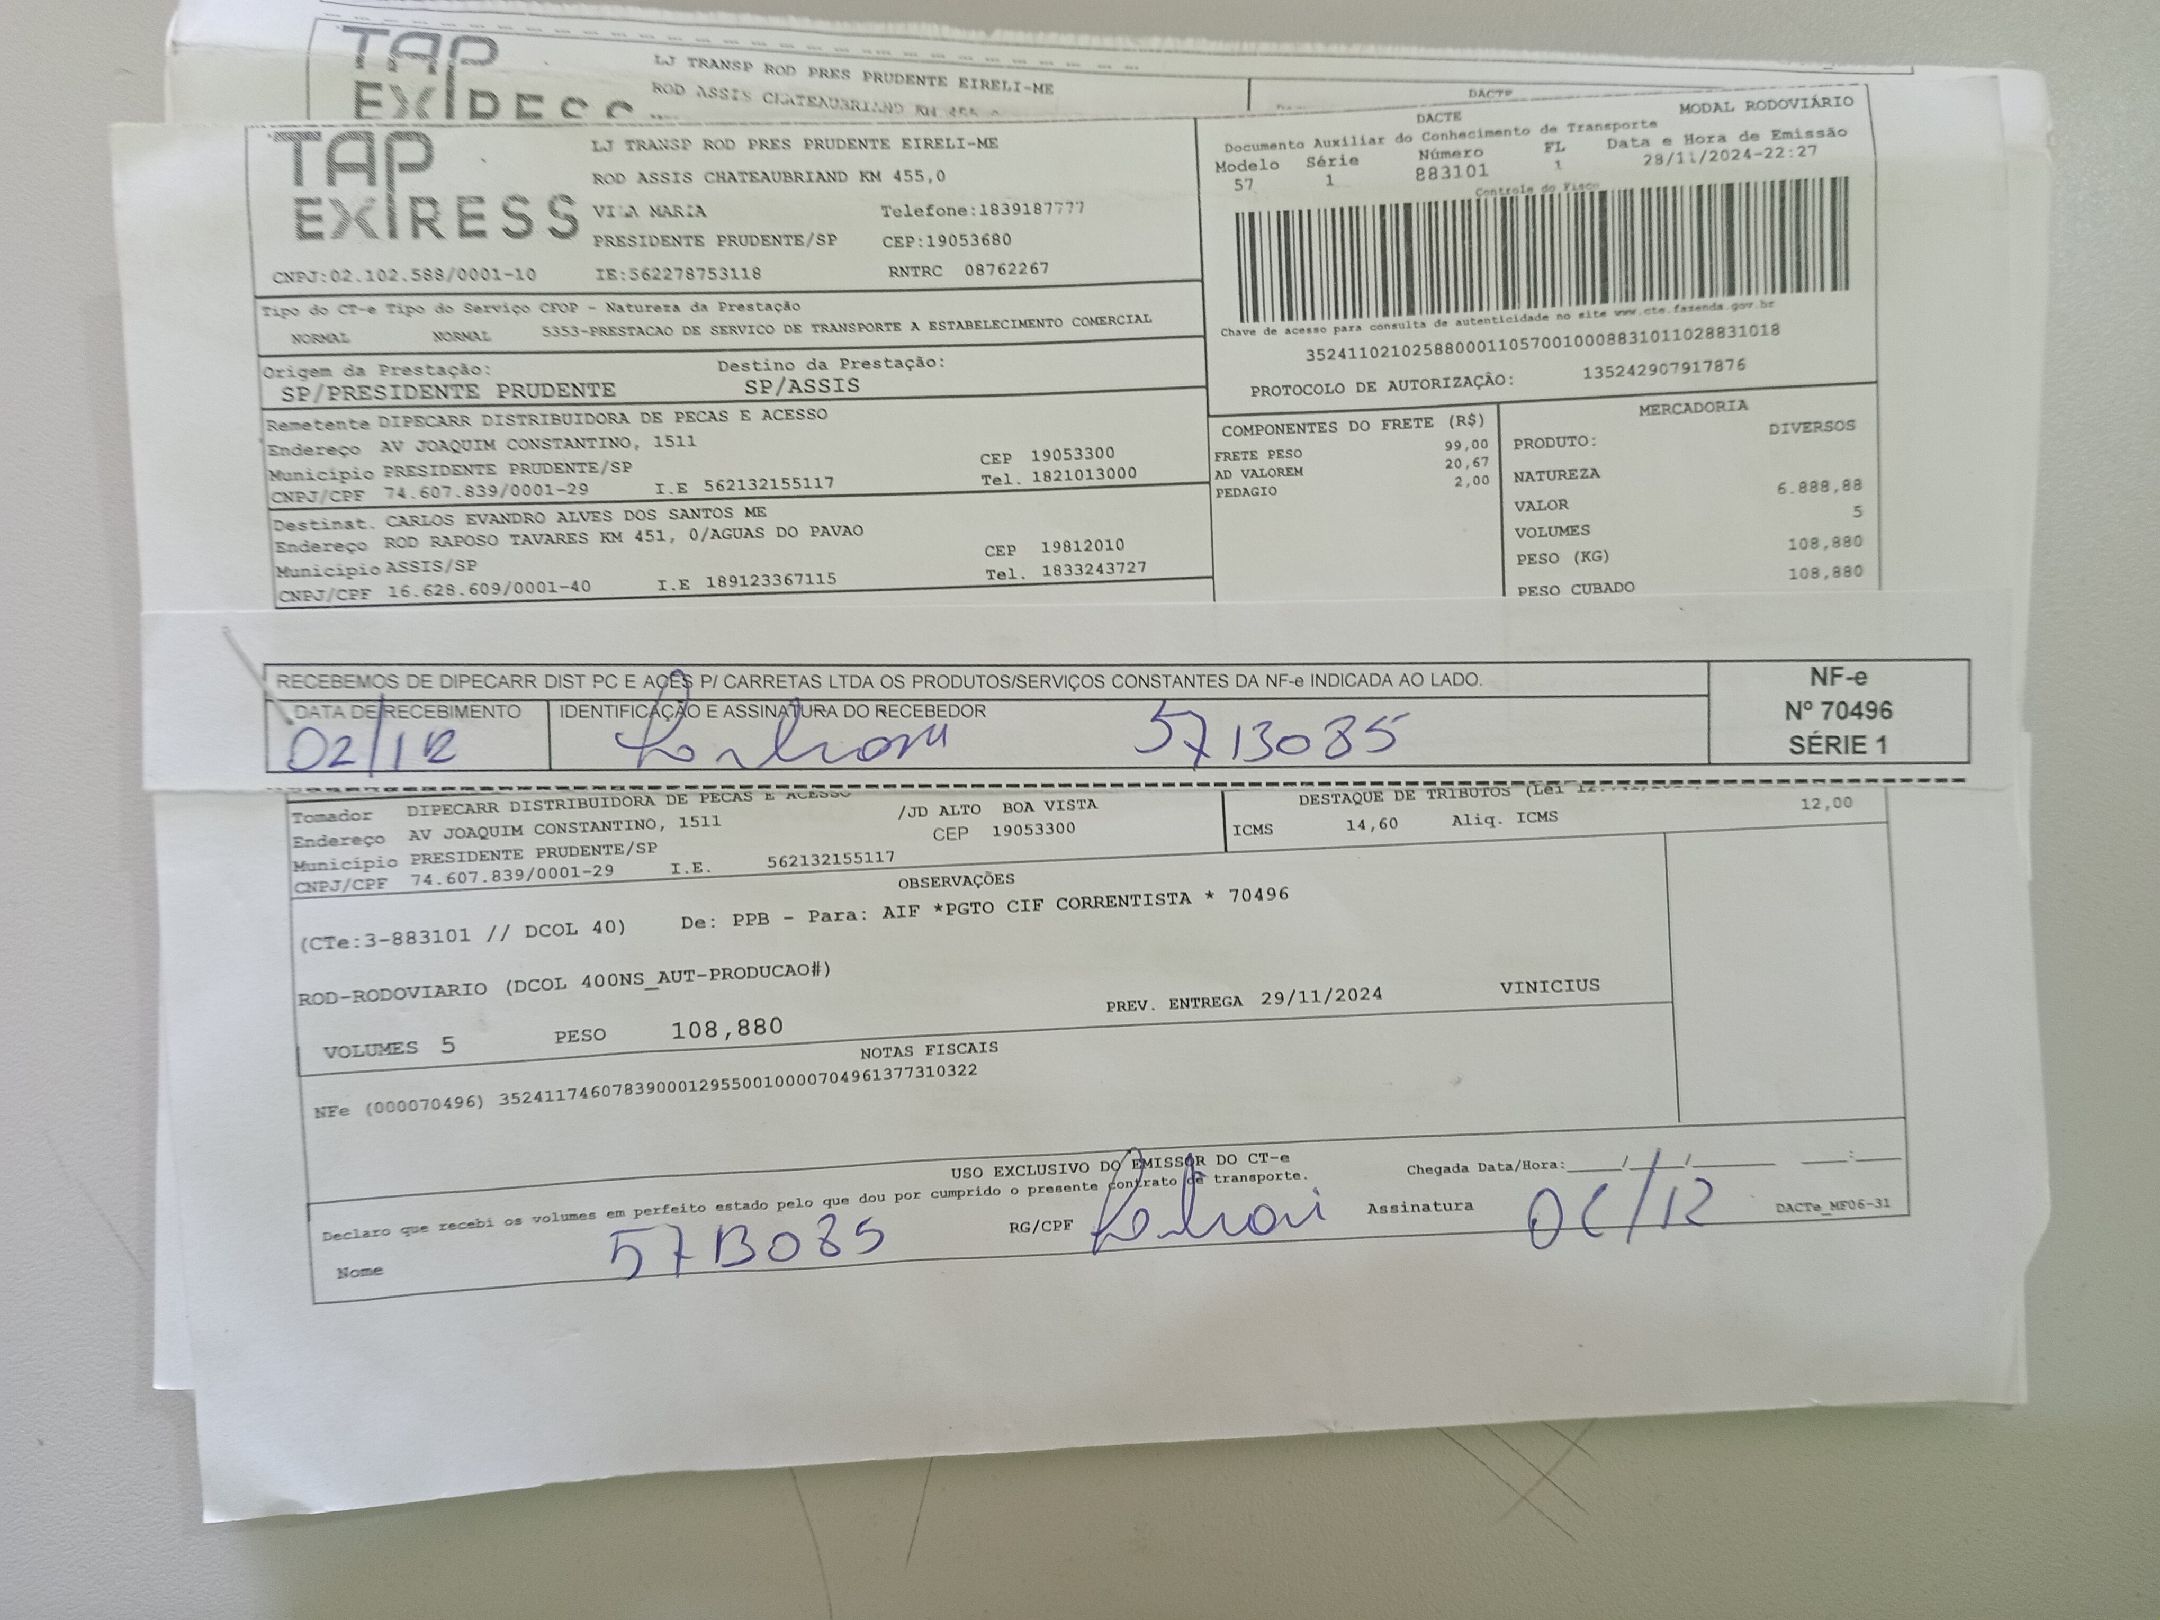 TAP
LJ TRANSP ROD PRES PRUDENTE EIRELI-ME
ROD ASSIS CHATEAUBRIAND KM 455,0
DACTE
TAP
EXPRESS
LJ TRANSP ROD PRES PRUDENTE EIRELI-ME
ROD ASSIS CHATEAUBRIAND KM 455,0
VILA MARIA Telefone:1839187777
PRESIDENTE PRUDENTE/SP CEP:19053680
CNPJ:02.102.588/0001-10 IE:562278753118 RNTRC 08762267
DACTE MODAL RODOVIÁRIO
Documento Auxiliar do Conhecimento de Transporte
Modelo Série Número FL Data e Hora de Emissão
57 1 883101 1 28/11/2024-22:27
Controle do Fisco
Chave de acesso para consulta de autenticidade no site www.cte.fazenda.gov.br
35241102102588000110570010008831011028831018
PROTOCOLO DE AUTORIZAÇÃO: 135242907917876
Tipo do CT-e Tipo do Serviço CFOP - Natureza da Prestação
NORMAL NORMAL 5353-PRESTACAO DE SERVICO DE TRANSPORTE A ESTABELECIMENTO COMERCIAL
Origem da Prestação: Destino da Prestação:
SP/PRESIDENTE PRUDENTE SP/ASSIS
Remetente DIPECARR DISTRIBUIDORA DE PECAS E ACESSO
Endereço AV JOAQUIM CONSTANTINO, 1511
Município PRESIDENTE PRUDENTE/SP CEP 19053300
CNPJ/CPF 74.607.839/0001-29 I.E 562132155117 Tel. 1821013000
Destinat. CARLOS EVANDRO ALVES DOS SANTOS ME
Endereço ROD RAPOSO TAVARES KM 451, 0/AGUAS DO PAVAO
Município ASSIS/SP CEP 19812010
CNPJ/CPF 16.628.609/0001-40 I.E 189123367115 Tel. 1833243727
COMPONENTES DO FRETE (R$)
FRETE PESO 99,00
AD VALOREM 20,67
PEDAGIO 2,00
MERCADORIA
PRODUTO: DIVERSOS
NATUREZA
VALOR 6.888,88
VOLUMES 5
PESO (KG) 108,880
PESO CUBADO 108,880
RECEBEMOS DE DIPECARR DIST PC E ACES P/ CARRETAS LTDA OS PRODUTOS/SERVIÇOS CONSTANTES DA NF-e INDICADA AO LADO.
DATA DE RECEBIMENTO IDENTIFICAÇÃO E ASSINATURA DO RECEBEDOR
02/12 5713085
NF-e
Nº 70496
SÉRIE 1
Tomador DIPECARR DISTRIBUIDORA DE PECAS E ACESSO
Endereço AV JOAQUIM CONSTANTINO, 1511 /JD ALTO BOA VISTA
Município PRESIDENTE PRUDENTE/SP CEP 19053300
CNPJ/CPF 74.607.839/0001-29 I.E. 562132155117
DESTAQUE DE TRIBUTOS (Lei
ICMS 14,60 Aliq. ICMS 12,00
OBSERVAÇÕES
(CTe:3-883101 // DCOL 40) De: PPB - Para: AIF *PGTO CIF CORRENTISTA * 70496
ROD-RODOVIARIO (DCOL 400NS_AUT-PRODUCAO#)
PREV. ENTREGA 29/11/2024 VINICIUS
VOLUMES 5 PESO 108,880
NOTAS FISCAIS
NFe (000070496) 35241174607839000129550010000704961377310322
USO EXCLUSIVO DO EMISSOR DO CT-e
Declaro que recebi os volumes em perfeito estado pelo que dou por cumprido o presente contrato de transporte.
Chegada Data/Hora:____/____/______ ____:____
Nome 5713085 RG/CPF Assinatura 02/12 DACTe_MF06-31